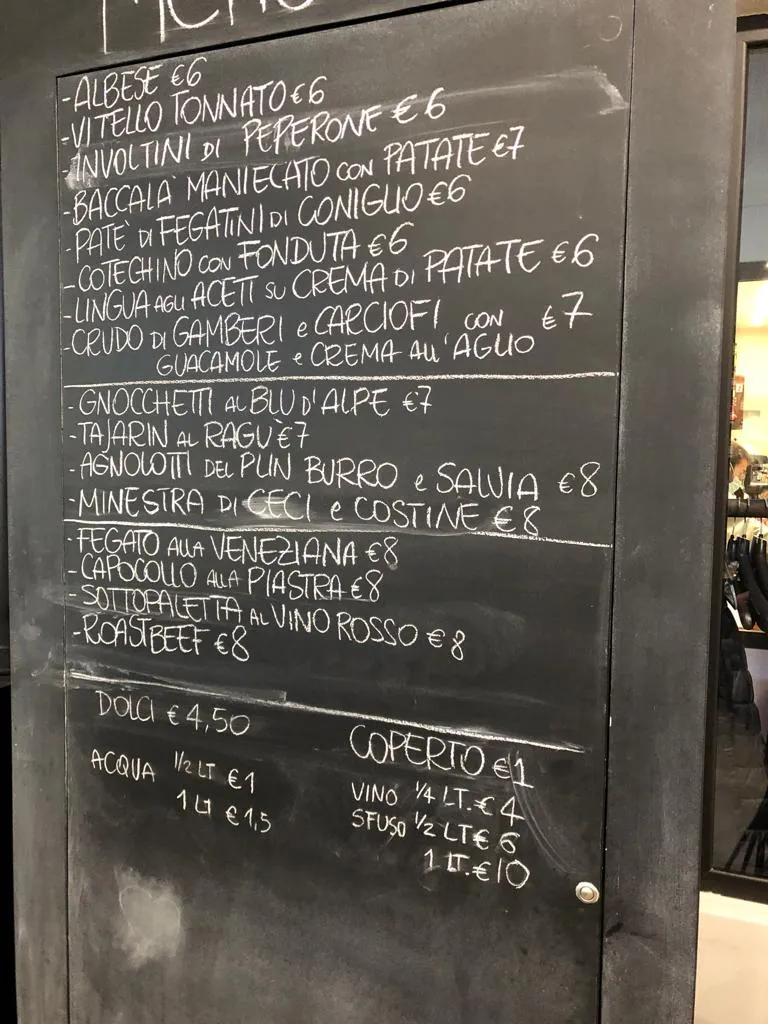 MENU
-ALBESE €6
-VITELLO TONNATO €6
-INVOLTINI DI PEPERONE €6
-BACCALA' MANIECATO CON PATATE €7
-PATE' DI FEGATINI DI CONIGLIO €6
-COTECHINO CON FONDUTA €6
-LINGUA AGLI ACETI SU CREMA DI PATATE €6
-CRUDO DI GAMBERI e CARCIOFI CON €7
GUACAMOLE e CREMA All'AGLIO
-GNOCCHETTI AL BLU D'ALPE €7
-TAJARIN AL RAGÙ €7
-AGNOLOTTI DEL PLIN BURRO e SALVIA €8
-MINESTRA DI CECI e COSTINE €8
-FEGATO ALLA VENEZIANA €8
-CAPOCOLLO ALLA PIASTRA €8
-SOTTOPALETTA AL VINO ROSSO €8
-ROASTBEEF €8
DOLCI €4,50
ACQUA 1/2 LT €1
1 LT €1,5
COPERTO €1
VINO 1/4 LT. €4
SFUSO 1/2 LT €6
1 LT. €10